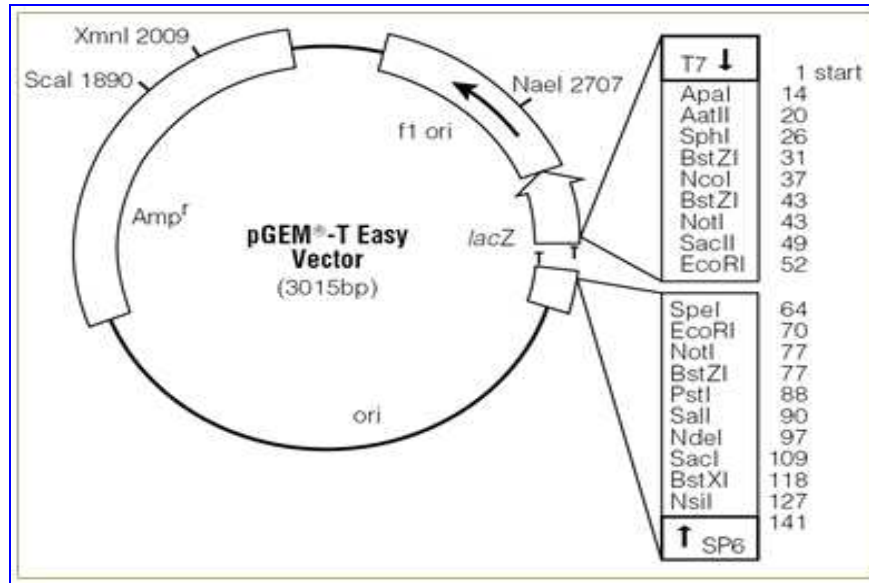 XmnI 2009
ScaI 1890
NaeI 2707
f1 ori
Ampr
pGEM®-T Easy
Vector
(3015bp)
lacZ
T T
ori
T7 ↓
1 start
ApaI 14
AatII 20
SphI 26
BstZI 31
NcoI 37
BstZI 43
NotI 43
SacII 49
EcoRI 52
SpeI 64
EcoRI 70
NotI 77
BstZI 77
PstI 88
SalI 90
NdeI 97
SacI 109
BstXI 118
NsiI 127
141
↑ SP6